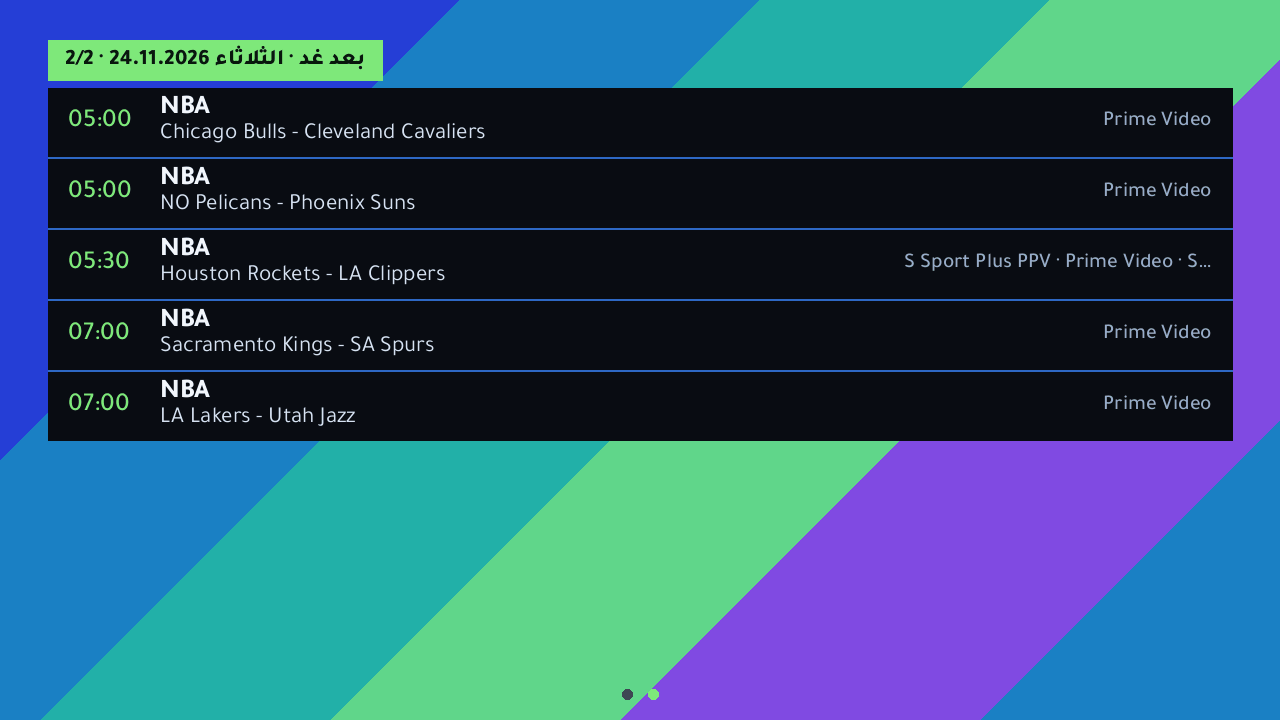 بعد غد · الثلاثاء 24.11.2026 · 2/2
05:00
NBA
Chicago Bulls - Cleveland Cavaliers
Prime Video
05:00
NBA
NO Pelicans - Phoenix Suns
Prime Video
05:30
NBA
Houston Rockets - LA Clippers
S Sport Plus PPV · Prime Video · S...
07:00
NBA
Sacramento Kings - SA Spurs
Prime Video
07:00
NBA
LA Lakers - Utah Jazz
Prime Video